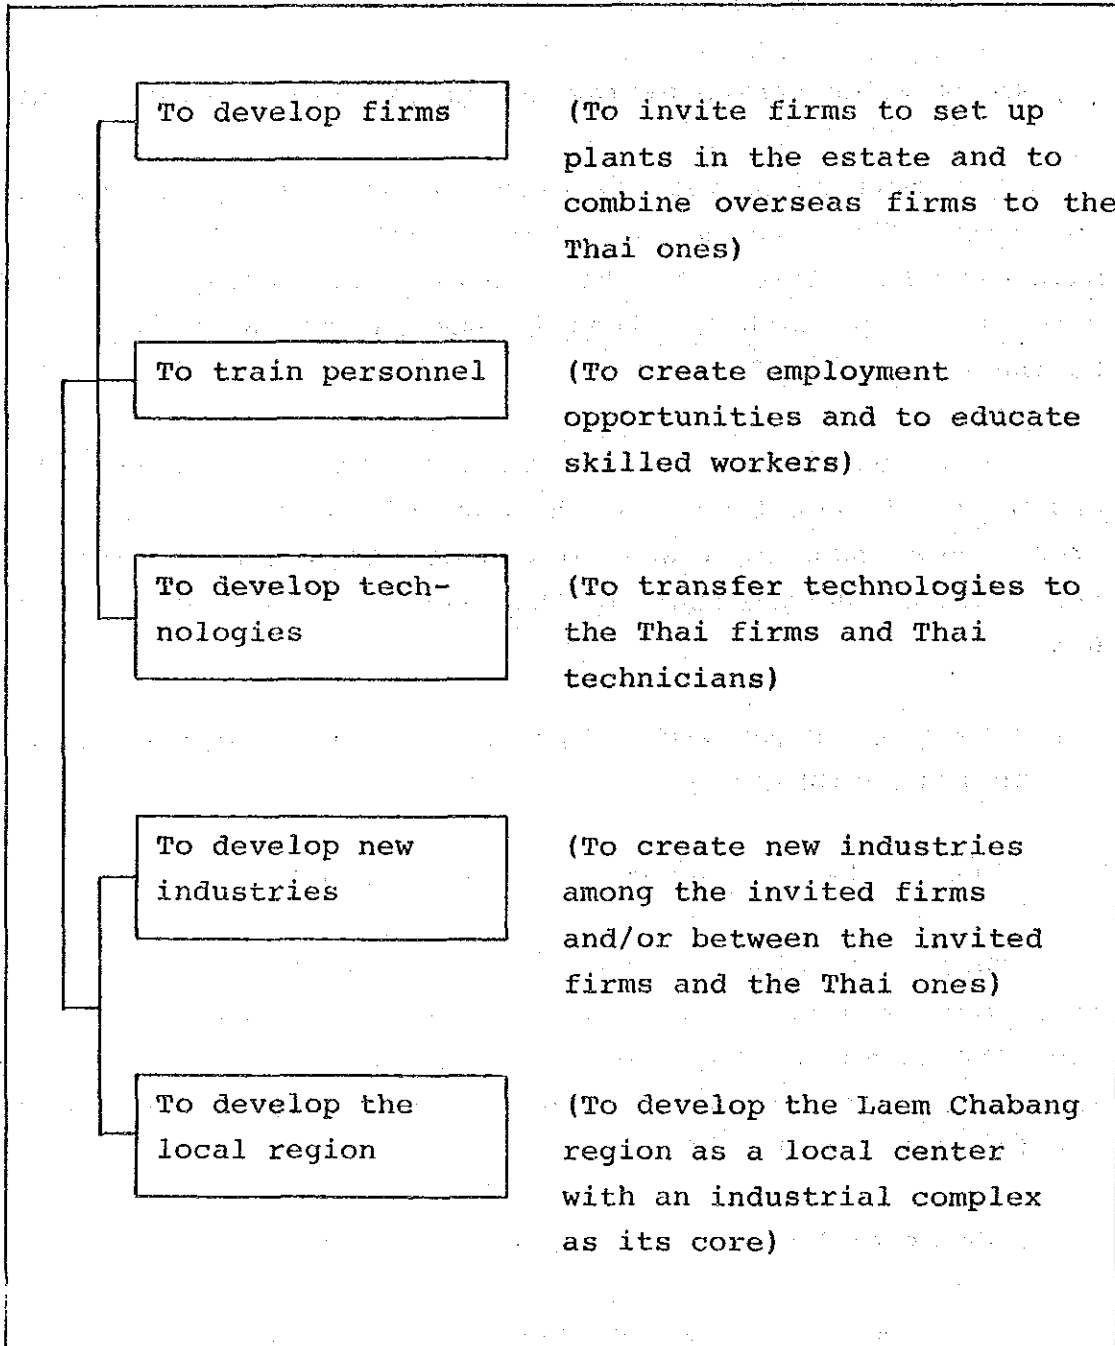 To develop firms
(To invite firms to set up
plants in the estate and to
combine overseas firms to the
Thai ones)
To train personnel
(To create employment
opportunities and to educate
skilled workers)
To develop tech-
nologies
(To transfer technologies to
the Thai firms and Thai
technicians)
To develop new
industries
(To create new industries
among the invited firms
and/or between the invited
firms and the Thai ones)
To develop the
local region
(To develop the Laem Chabang
region as a local center
with an industrial complex
as its core)